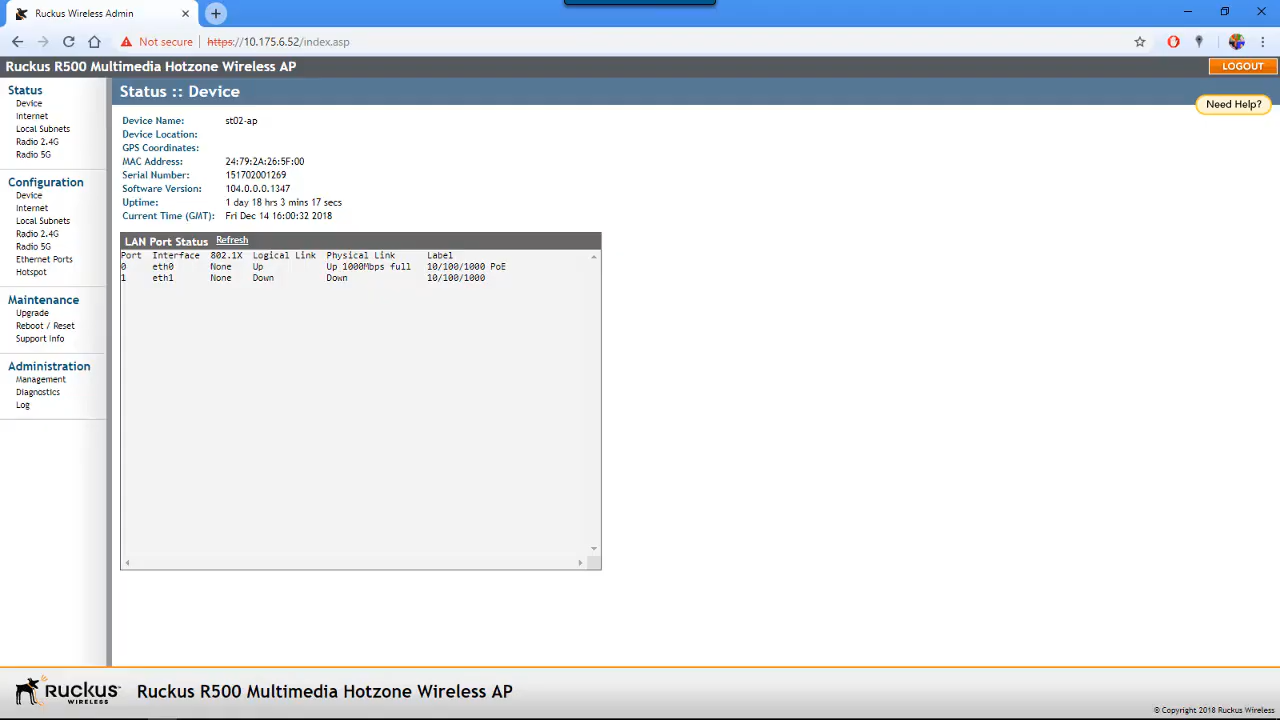 Ruckus Wireless Admin
Not secure https://10.175.6.52/index.asp
Ruckus R500 Multimedia Hotzone Wireless AP
LOGOUT
Status
Device
Internet
Local Subnets
Radio 2.4G
Radio 5G
Configuration
Device
Internet
Local Subnets
Radio 2.4G
Radio 5G
Ethernet Ports
Hotspot
Maintenance
Upgrade
Reboot / Reset
Support Info
Administration
Management
Diagnostics
Log
Status :: Device
Need Help?
Device Name: st02-ap
Device Location:
GPS Coordinates:
MAC Address: 24:79:2A:26:5F:00
Serial Number: 151702001269
Software Version: 104.0.0.0.1347
Uptime: 1 day 18 hrs 3 mins 17 secs
Current Time (GMT): Fri Dec 14 16:00:32 2018
LAN Port Status Refresh
Port Interface 802.1X Logical Link Physical Link Label
0 eth0 None Up Up 1000Mbps full 10/100/1000 PoE
1 eth1 None Down Down 10/100/1000
RUCKUS WIRELESS
Ruckus R500 Multimedia Hotzone Wireless AP
© Copyright 2018 Ruckus Wireless